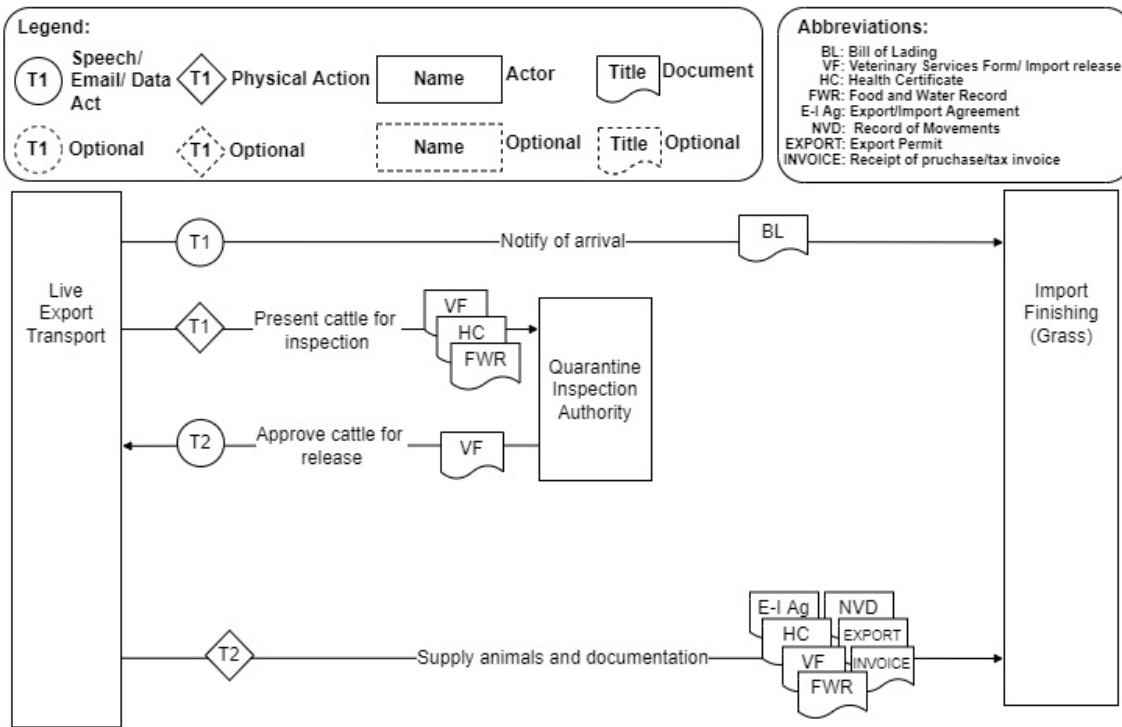 Legend:
T1
Speech/
Email/ Data
Act
T1
Physical Action
Name
Actor
Title
Document
T1
Optional
T1
Optional
Name
Optional
Title
Optional
Abbreviations:
BL: Bill of Lading
VF: Veterinary Services Form/ Import release
HC: Health Certificate
FWR: Food and Water Record
E-I Ag: Export/Import Agreement
NVD: Record of Movements
EXPORT: Export Permit
INVOICE: Receipt of pruchase/tax invoice
Live
Export
Transport
T1
Notify of arrival
BL
Import
Finishing
(Grass)
T1
Present cattle for
inspection
VF
HC
FWR
Quarantine
Inspection
Authority
T2
Approve cattle for
release
VF
T2
Supply animals and documentation
E-I Ag
NVD
HC
EXPORT
VF
INVOICE
FWR